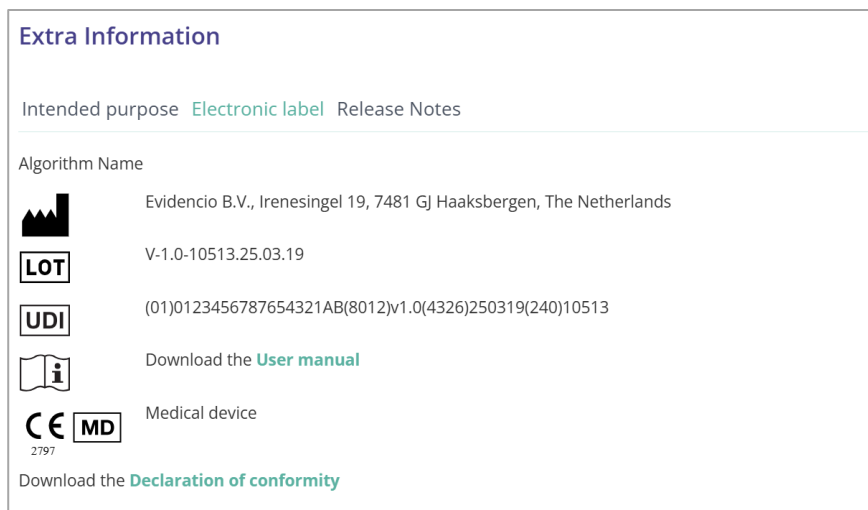 Extra Information
Intended purpose Electronic label Release Notes
Algorithm Name
Evidencio B.V., Irenesingel 19, 7481 GJ Haaksbergen, The Netherlands
LOT V-1.0-10513.25.03.19
UDI (01)0123456787654321AB(8012)v1.0(4326)250319(240)10513
i Download the User manual
CE MD Medical device
2797
Download the Declaration of conformity